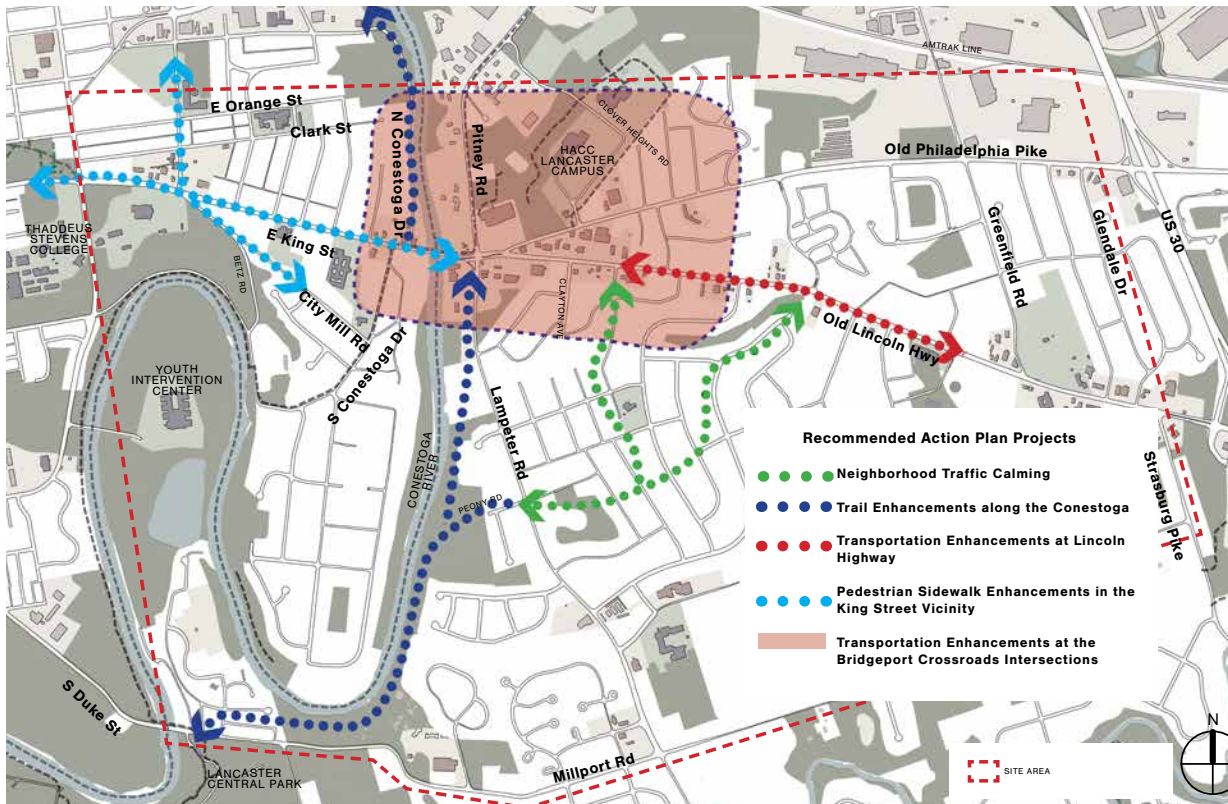 AMTRAK LINE
E Orange St
Clark St
N Conestoga Dr
Pitney Rd
CLOVER HEIGHTS RD
HACC
LANCASTER
CAMPUS
Old Philadelphia Pike
THADDEUS
STEVENS
COLLEGE
BETZ RD
E King St
City Mill Rd
S Conestoga Dr
CLAYTON AVE
Old Lincoln Hwy
Greenfield Rd
Glendale Dr
US 30
YOUTH
INTERVENTION
CENTER
CONESTOGA
RIVER
Lampeter Rd
PEONY RD
Strasburg Pike
S Duke St
LANCASTER
CENTRAL PARK
Millport Rd
Recommended Action Plan Projects
Neighborhood Traffic Calming
Trail Enhancements along the Conestoga
Transportation Enhancements at Lincoln
Highway
Pedestrian Sidewalk Enhancements in the
King Street Vicinity
Transportation Enhancements at the
Bridgeport Crossroads Intersections
N
SITE AREA